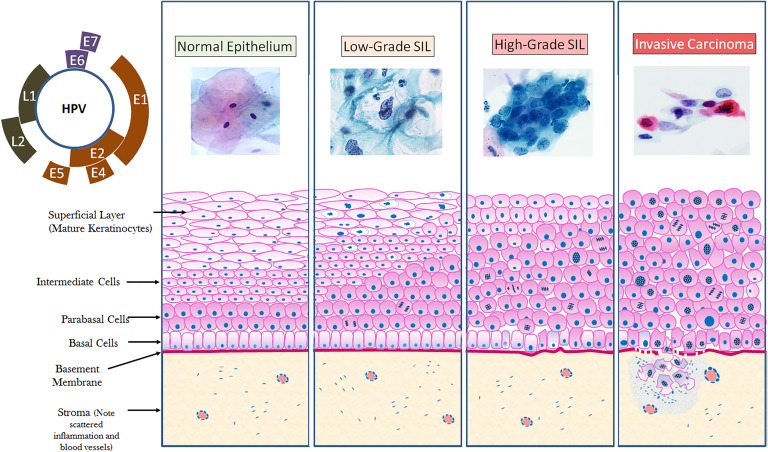 E7
E6
L1
HPV
E1
L2
E2
E5
E4
Normal Epithelium
Low-Grade SIL
High-Grade SIL
Invasive Carcinoma
Superficial Layer
(Mature Keratinocytes)
Intermediate Cells
Parabasal Cells
Basal Cells
Basement
Membrane
Stroma (Note
scattered
inflammation and
blood vessels)